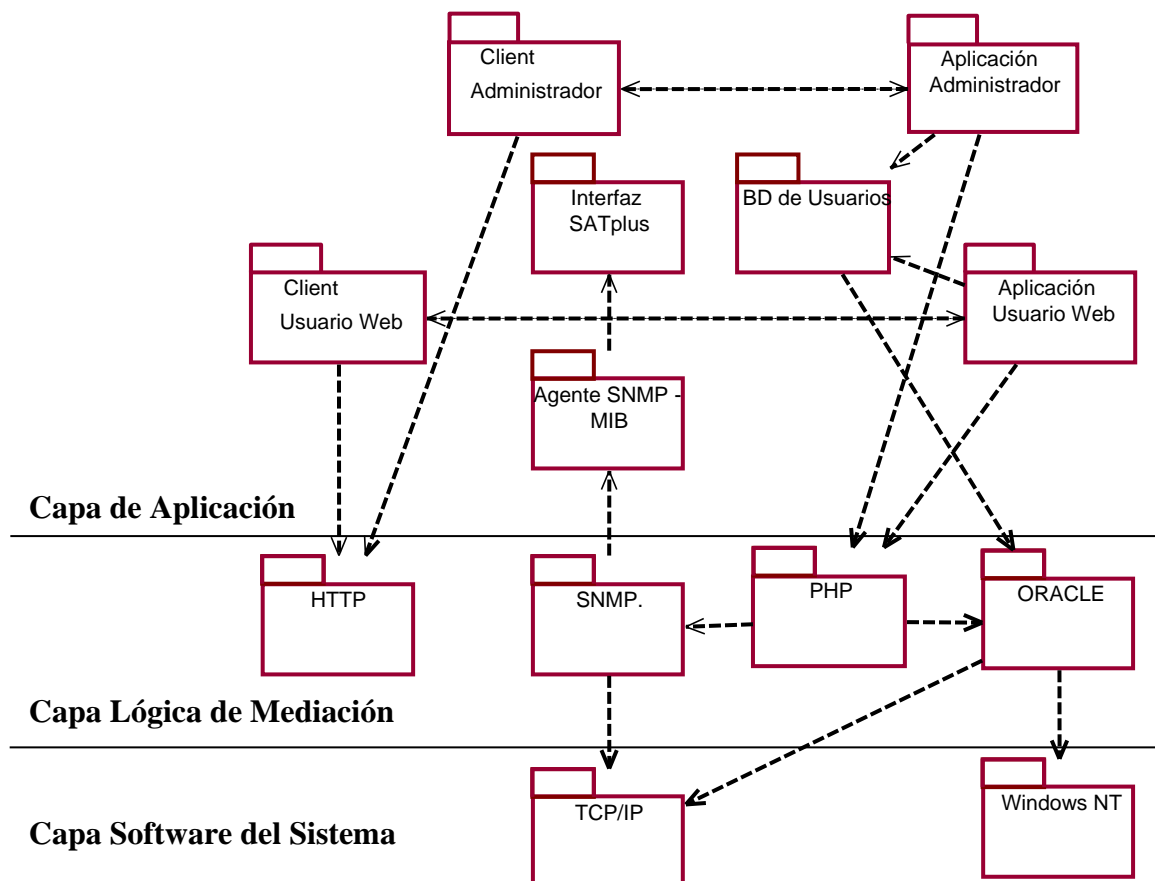 Client
Administrador
Aplicación
Administrador
Interfaz
SATplus
BD de Usuarios
Client
Usuario Web
Aplicación
Usuario Web
Agente SNMP -
MIB
Capa de Aplicación
HTTP
SNMP.
PHP
ORACLE
Capa Lógica de Mediación
TCP/IP
Windows NT
Capa Software del Sistema